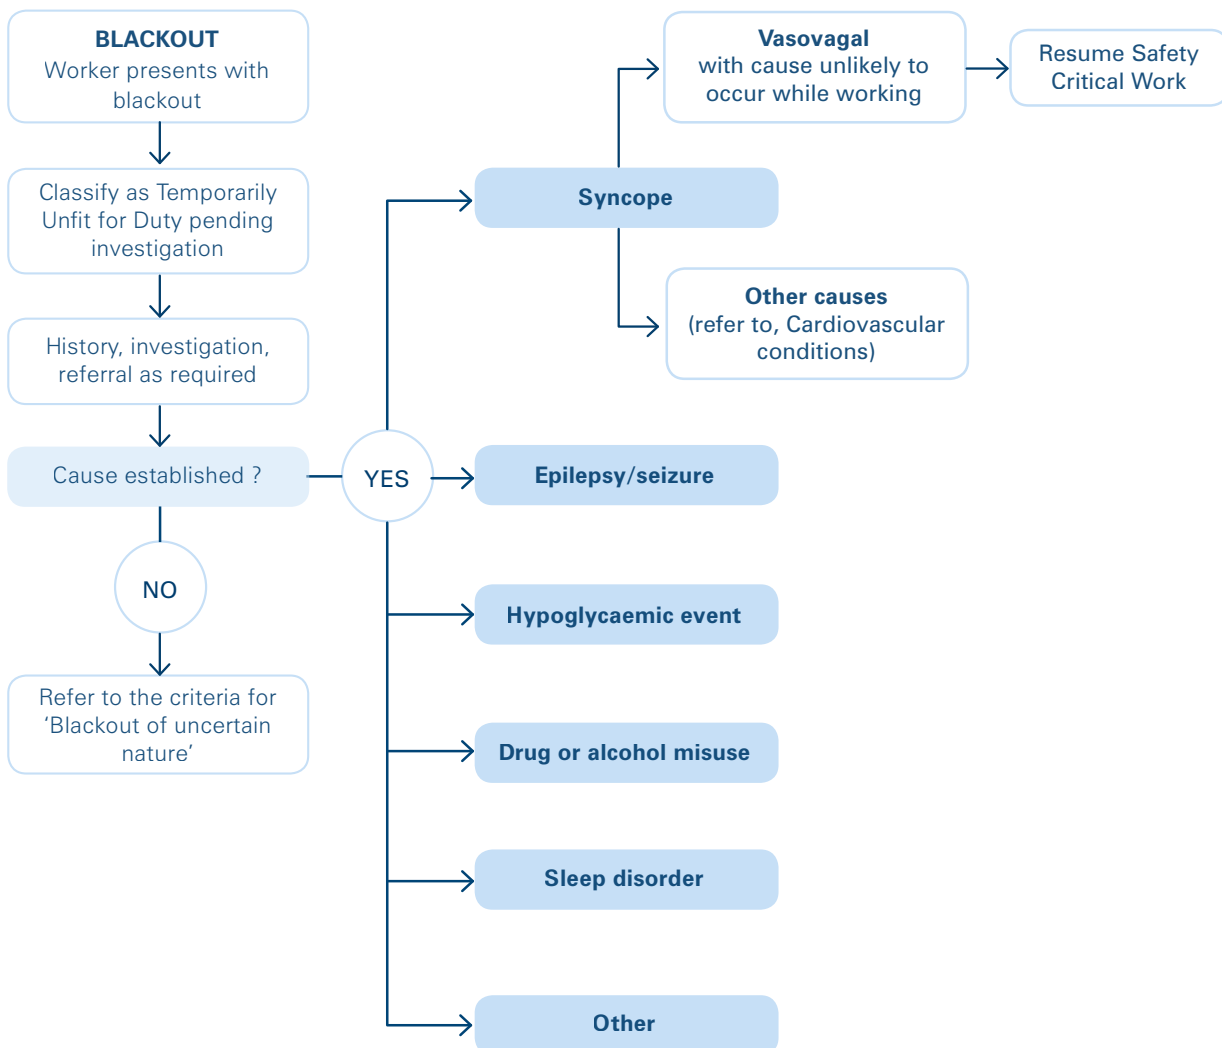 BLACKOUT
Worker presents with
blackout
Classify as Temporarily
Unfit for Duty pending
investigation
History, investigation,
referral as required
Cause established ?
NO
Refer to the criteria for
‘Blackout of uncertain
nature’
YES
Syncope
Vasovagal
with cause unlikely to
occur while working
Resume Safety
Critical Work
Other causes
(refer to, Cardiovascular
conditions)
Epilepsy/seizure
Hypoglycaemic event
Drug or alcohol misuse
Sleep disorder
Other